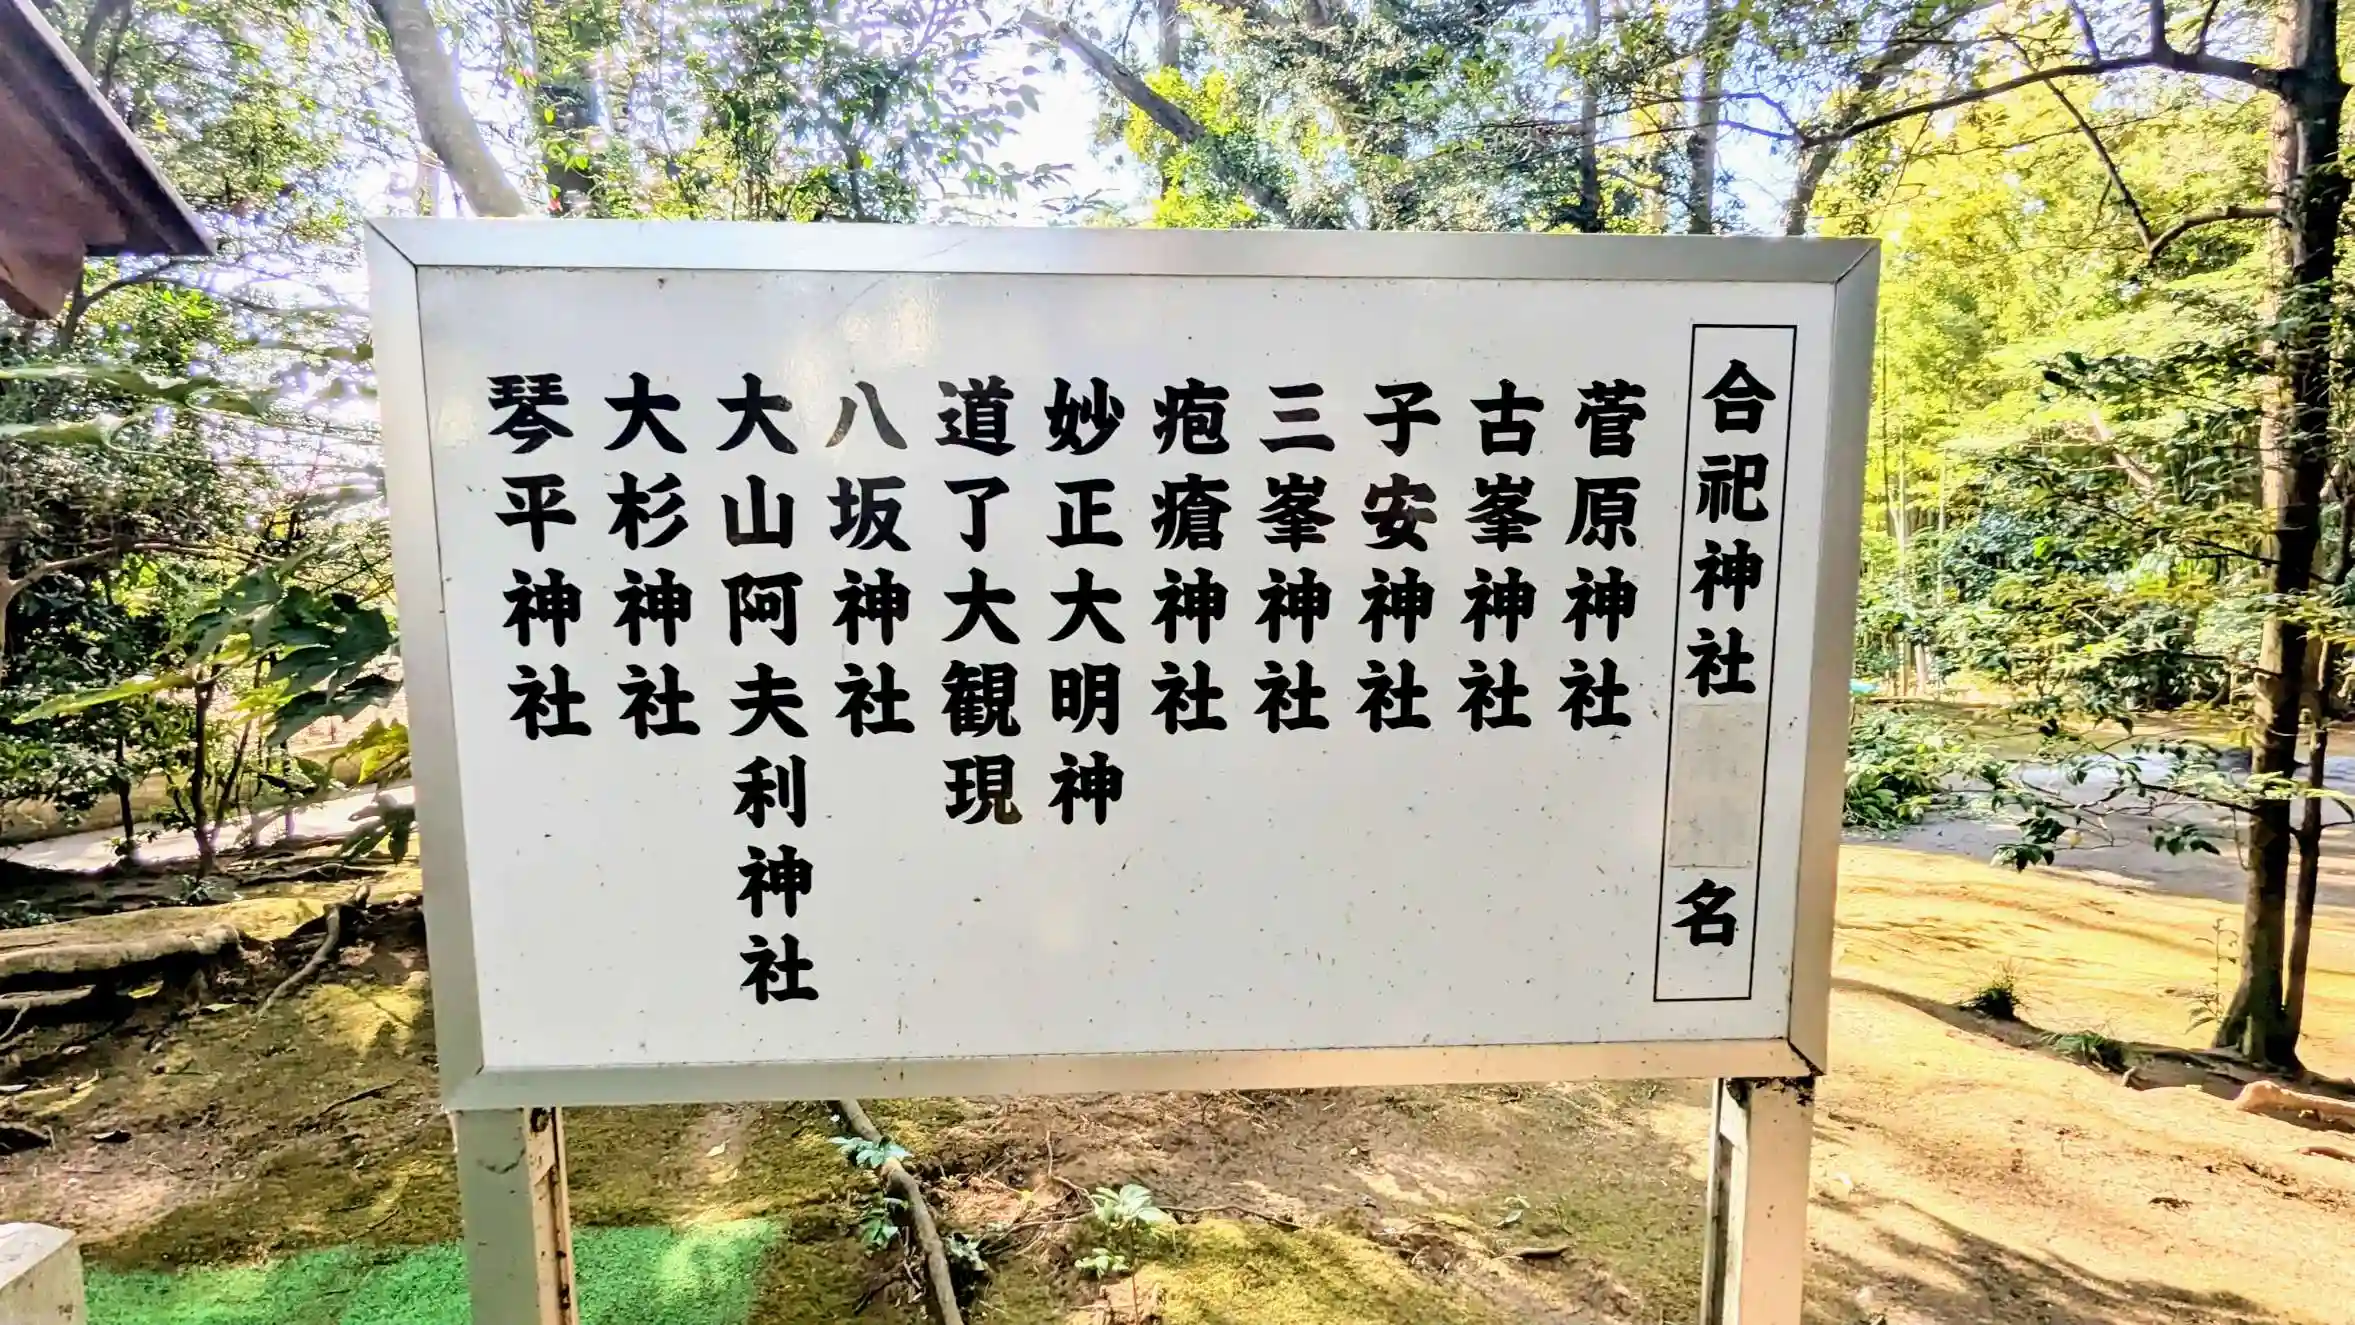 合祀神社名
菅原神社
古峯神社
子安神社
三峯神社
疱瘡神社
妙正大明神
道了大観現
八坂神社
大山阿夫利神社
大杉神社
琴平神社